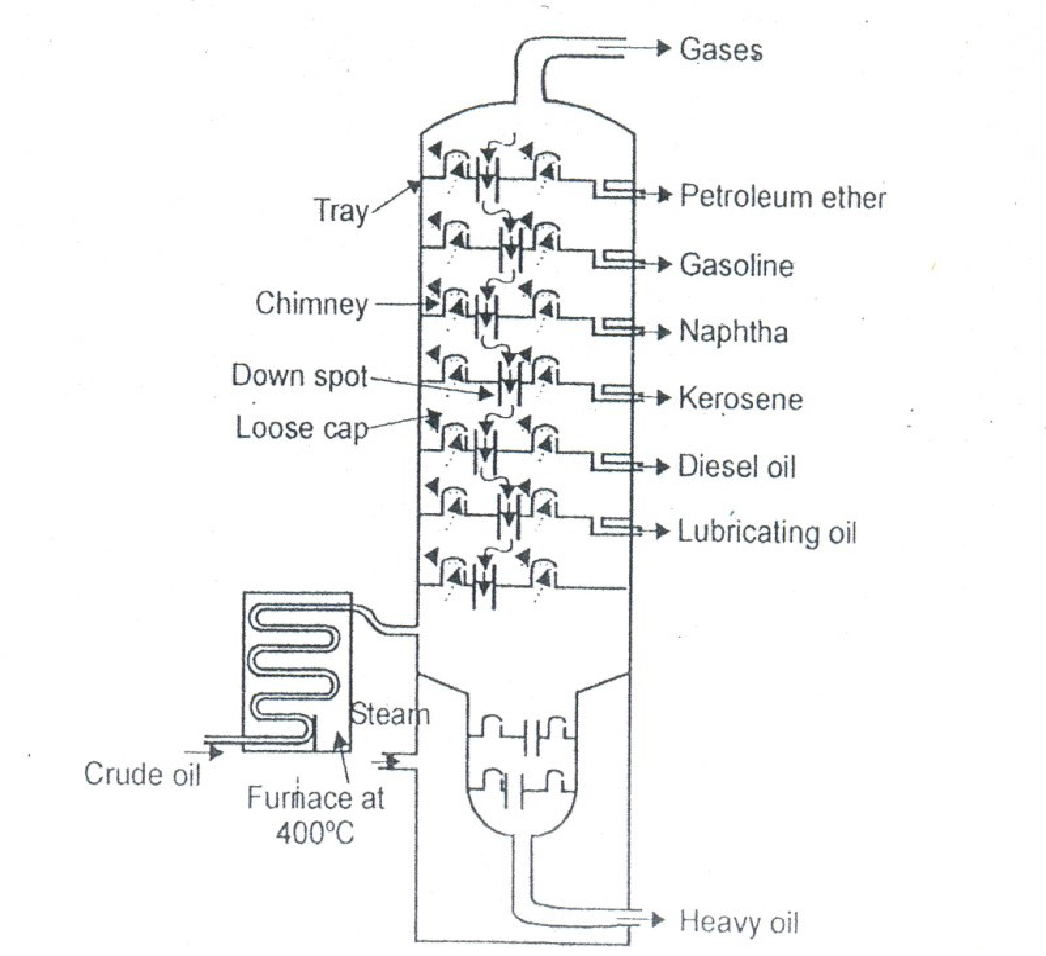 Gases
Petroleum ether
Tray
Gasoline
Chimney
Naphtha
Down spot
Kerosene
Loose cap
Diesel oil
Lubricating oil
Steam
Crude oil
Furnace at
400ºC
Heavy oil